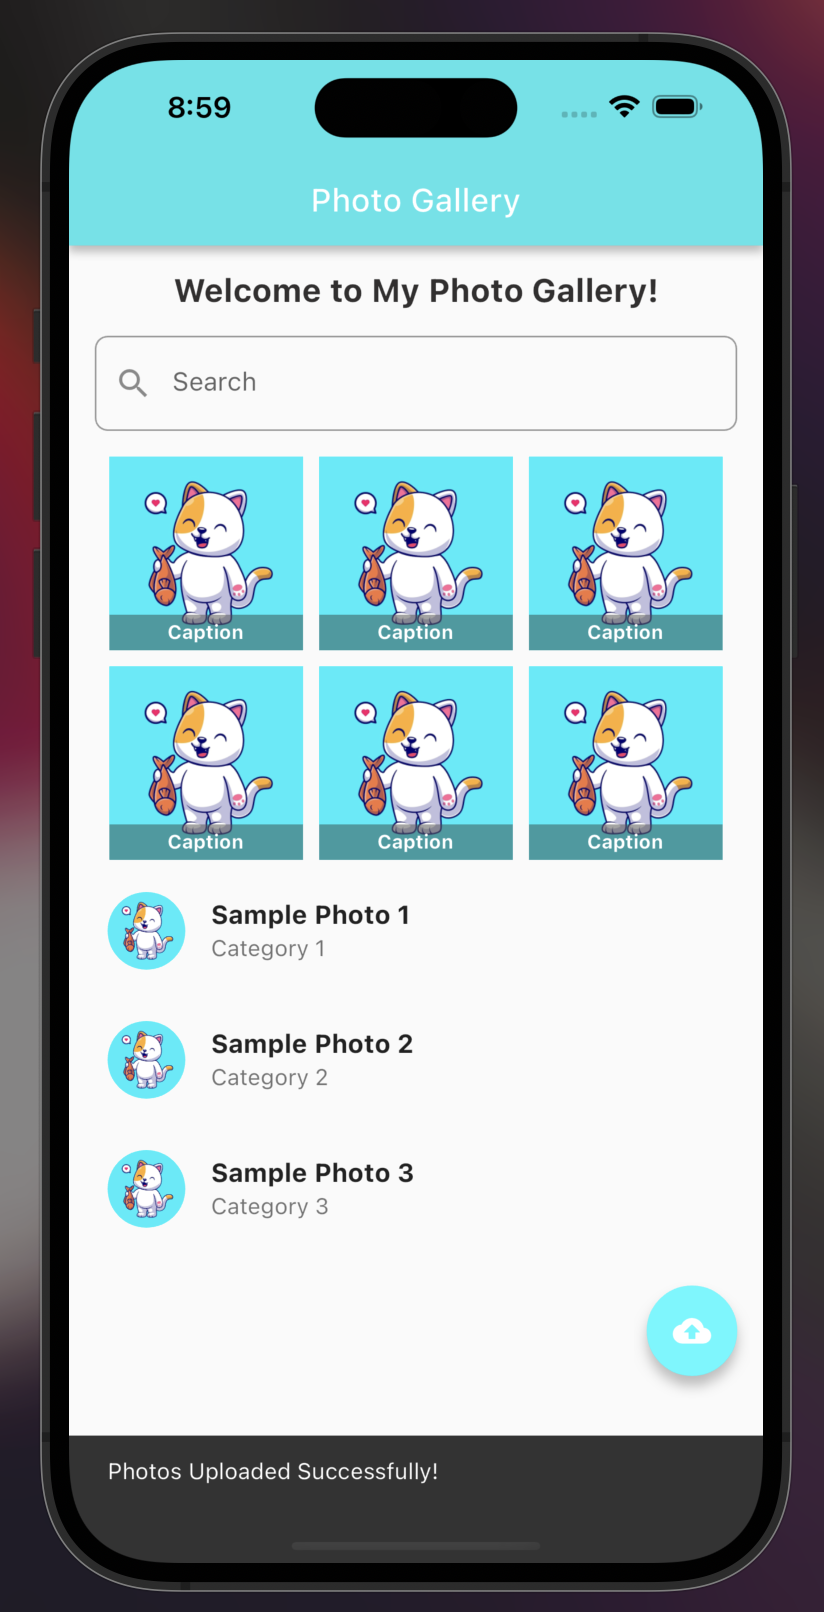 8:59
Photo Gallery
Welcome to My Photo Gallery!
Search
Caption Caption Caption
Caption Caption Caption
Sample Photo 1
Category 1
Sample Photo 2
Category 2
Sample Photo 3
Category 3
Photos Uploaded Successfully!